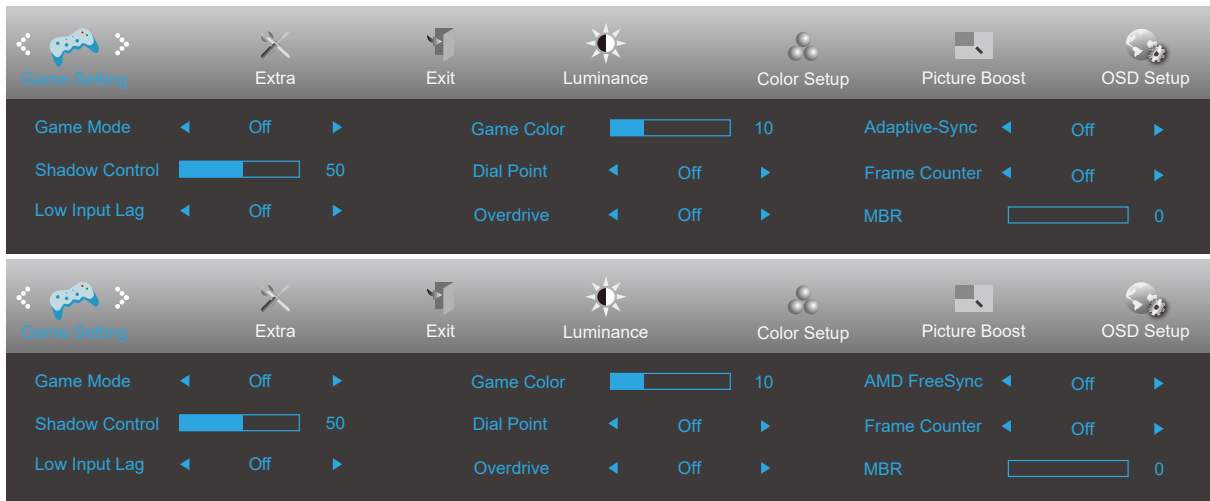 Game Setting Extra Exit Luminance Color Setup Picture Boost OSD Setup
Game Mode Off Game Color 10 Adaptive-Sync Off
Shadow Control 50 Dial Point Off Frame Counter Off
Low Input Lag Off Overdrive Off MBR 0
Game Setting Extra Exit Luminance Color Setup Picture Boost OSD Setup
Game Mode Off Game Color 10 AMD FreeSync Off
Shadow Control 50 Dial Point Off Frame Counter Off
Low Input Lag Off Overdrive Off MBR 0